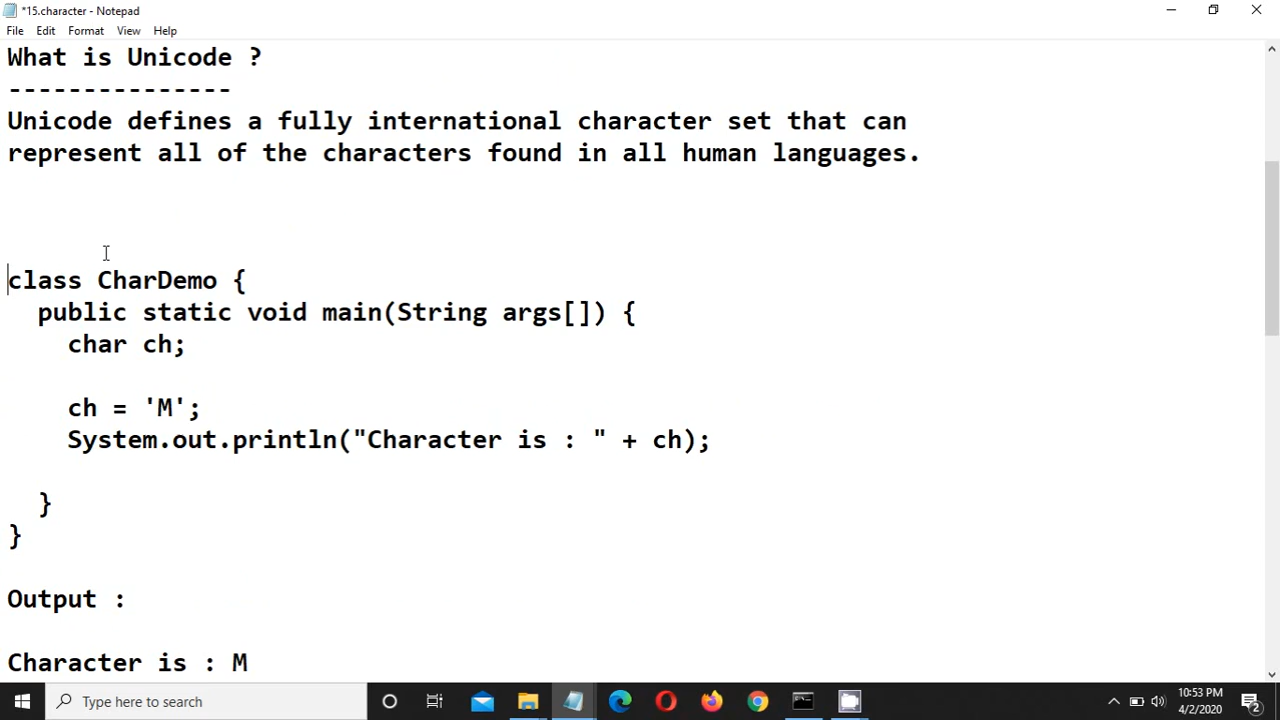 *15.character - Notepad
File Edit Format View Help
What is Unicode ?
---------------
Unicode defines a fully international character set that can
represent all of the characters found in all human languages.
class CharDemo {
  public static void main(String args[]) {
    char ch;
    ch = 'M';
    System.out.println("Character is : " + ch);
  }
}
Output :
Character is : M
Type here to search
10:53 PM
4/2/2020
2